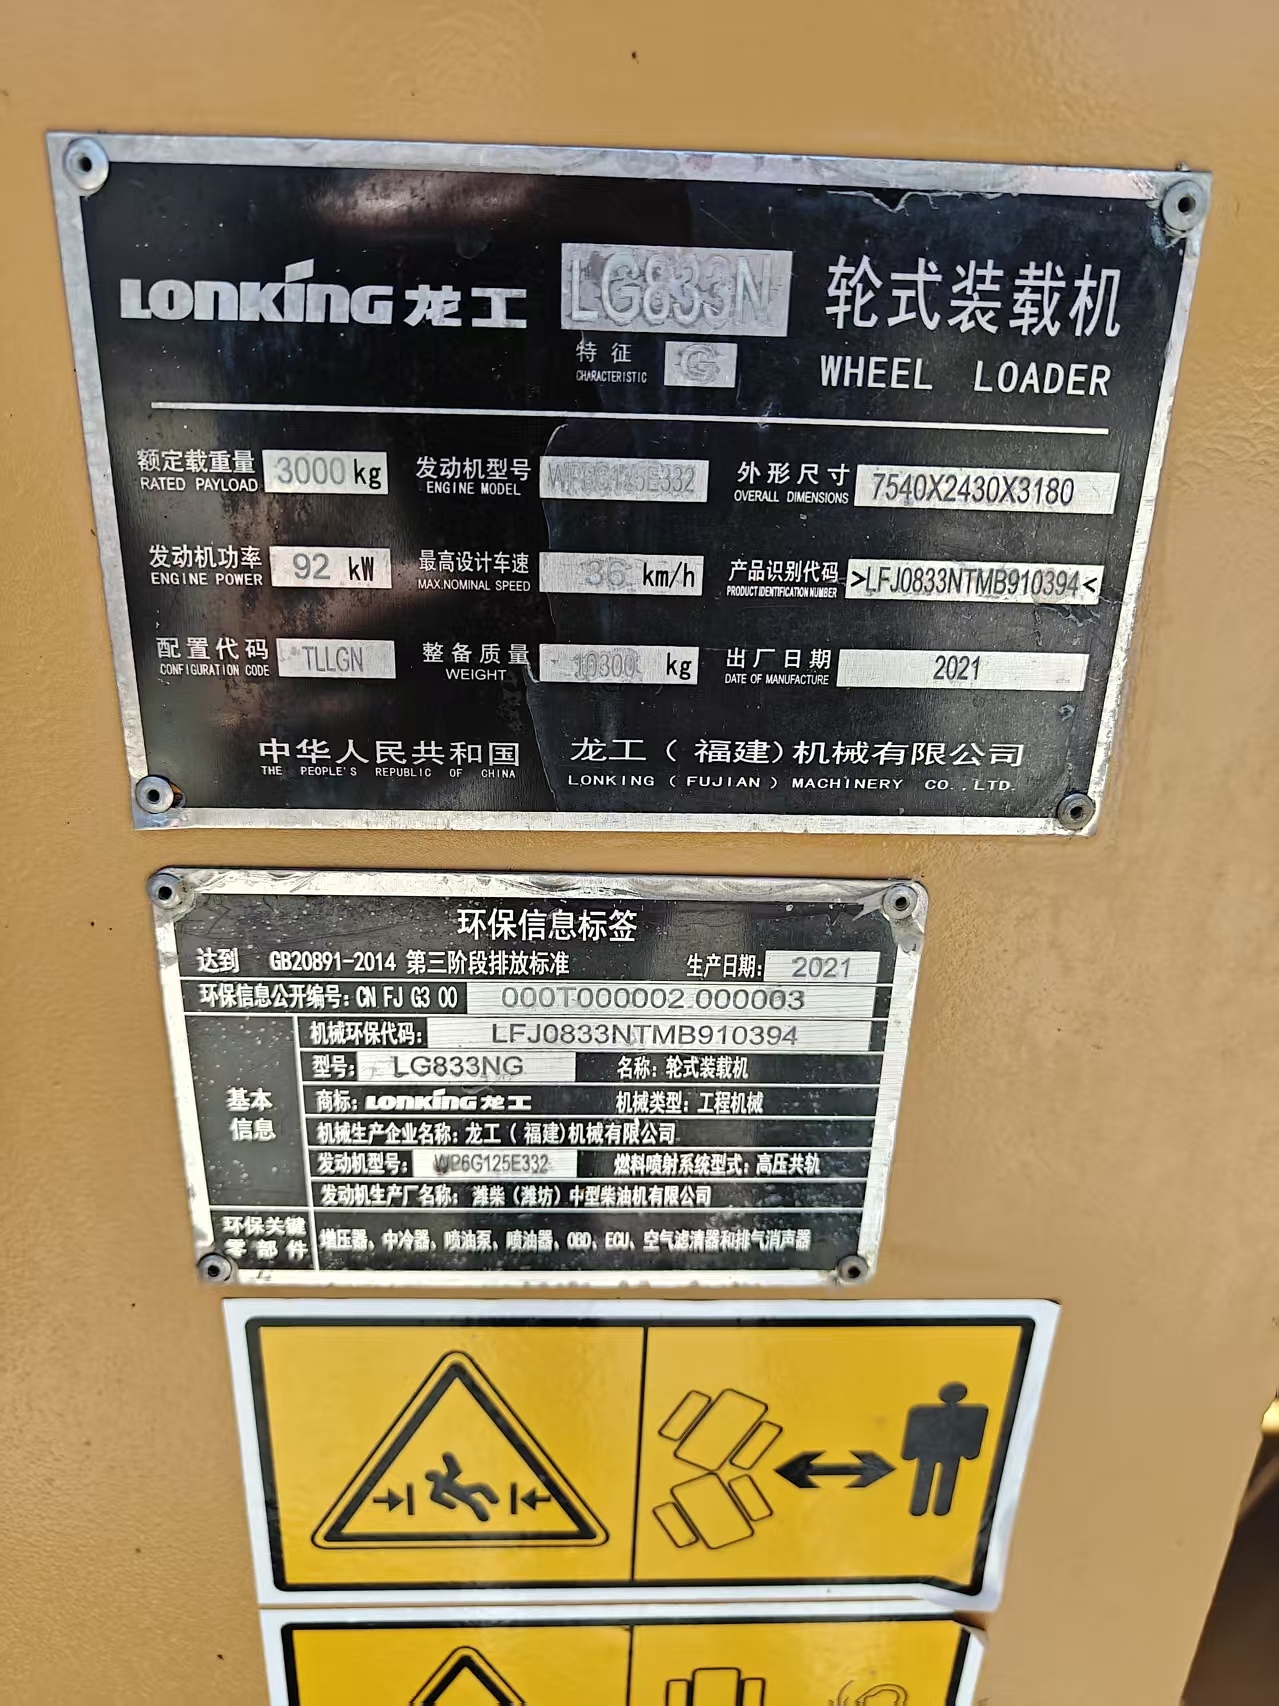 LONKING 龙工 LG833N 轮式装载机
特征 G
CHARACTERISTIC
WHEEL LOADER
额定载重量 3000 kg 发动机型号 WP6G125E332 外形尺寸 7540X2430X3180
RATED PAYLOAD ENGINE MODEL OVERALL DIMENSIONS
发动机功率 92 kW 最高设计车速 36 km/h 产品识别代码 >LFJ0833NTMB910394<
ENGINE POWER MAX.NOMINAL SPEED PRODUCT IDENTIFICATION NUMBER
配置代码 TLLGN 整备质量 10300 kg 出厂日期 2021
CONFIGURATION CODE WEIGHT DATE OF MANUFACTURE
中华人民共和国 龙工（福建）机械有限公司
THE PEOPLE'S REPUBLIC OF CHINA LONKING ( FUJIAN ) MACHINERY CO.,LTD.
环保信息标签
达到 GB20891-2014 第三阶段排放标准 生产日期: 2021
环保信息公开编号: CN FJ G3 00 000T000002 000003
机械环保代码: LFJ0833NTMB910394
型号: LG833NG 名称: 轮式装载机
基本
信息
商标: LONKING 龙工 机械类型: 工程机械
机械生产企业名称: 龙工（福建)机械有限公司
发动机型号: WP6G125E332 燃料喷射系统型式: 高压共轨
发动机生产厂名称: 潍柴（潍坊）中型柴油机有限公司
环保关键
零部件
增压器、中冷器、喷油泵、喷油器、OBD、ECU、空气滤清器和排气消声器